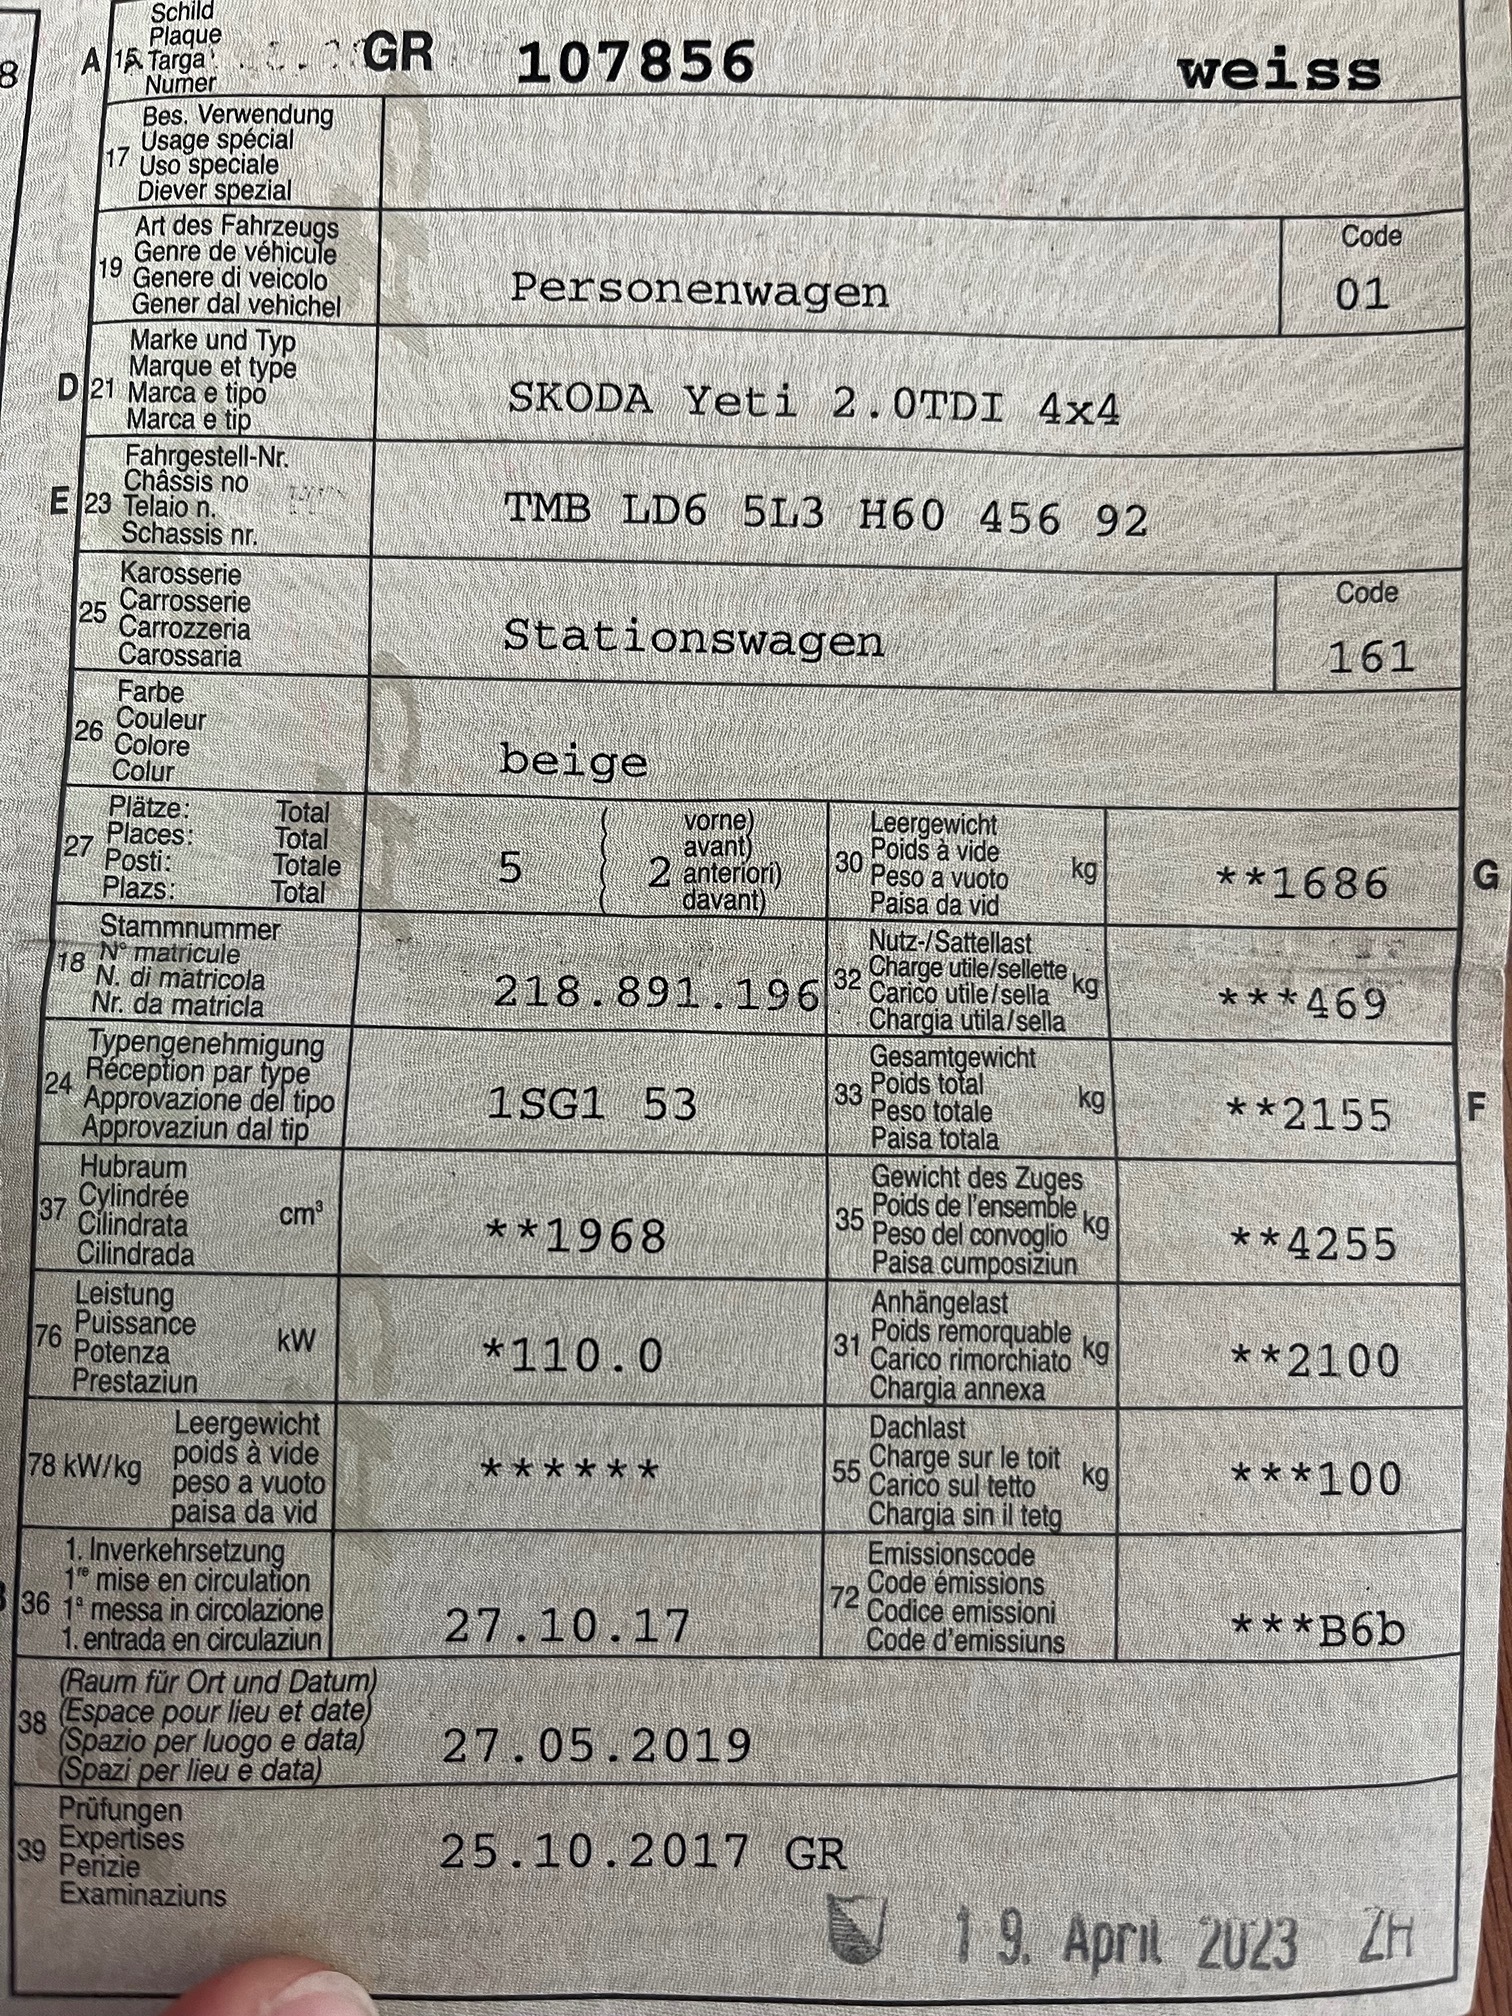 8
Schild
Plaque
A 15 Targa GR 107856 weiss
Numer
Bes. Verwendung
Usage spécial
17 Uso speciale
Diever spezial
Art des Fahrzeugs Code
Genre de véhicule
19 Genere di veicolo Personenwagen 01
Gener dal vehichel
Marke und Typ
Marque et type
D 21 Marca e tipo SKODA Yeti 2.0TDI 4x4
Marca e tip
Fahrgestell-Nr.
Châssis no
E 23 Telaio n. TMB LD6 5L3 H60 456 92
Schassis nr.
Karosserie Code
25 Carrosserie
Carrozzeria Stationswagen 161
Carossaria
Farbe
26 Couleur
Colore beige
Colur
Plätze: Total vorne) Leergewicht
27 Places: Total avant) 30 Poids à vide kg
Posti: Totale 5 ( 2 anteriori) Peso a vuoto **1686 G
Plazs: Total davant) Paisa da vid
Stammnummer Nutz-/Sattellast
18 N° matricule 32 Charge utile/sellette kg
N. di matricola 218.891.196 Carico utile/sella ***469
Nr. da matricla Chargia utila/sella
Typengenehmigung Gesamtgewicht
24 Réception par type 33 Poids total kg
Approvazione del tipo 1SG1 53 Peso totale **2155 F
Approvaziun dal tip Paisa totala
Hubraum Gewicht des Zuges
37 Cylindrée cm³ 35 Poids de l'ensemble kg
Cilindrata **1968 Peso del convoglio **4255
Cilindrada Paisa cumposiziun
Leistung Anhängelast
76 Puissance kW 31 Poids remorquable kg
Potenza *110.0 Carico rimorchiato **2100
Prestaziun Chargia annexa
Leergewicht Dachlast
78 kW/kg poids à vide 55 Charge sur le toit kg
peso a vuoto ****** Carico sul tetto ***100
paisa da vid Chargia sin il tetg
1. Inverkehrsetzung Emissionscode
36 1re mise en circulation 72 Code émissions
1a messa in circolazione 27.10.17 Codice emissioni ***B6b
1. entrada en circulaziun Code d'emissiuns
(Raum für Ort und Datum)
38 (Espace pour lieu et date)
(Spazio per luogo e data) 27.05.2019
(Spazi per lieu e data)
Prüfungen
39 Expertises 25.10.2017 GR
Perizie
Examinaziuns
19. April 2023 ZH